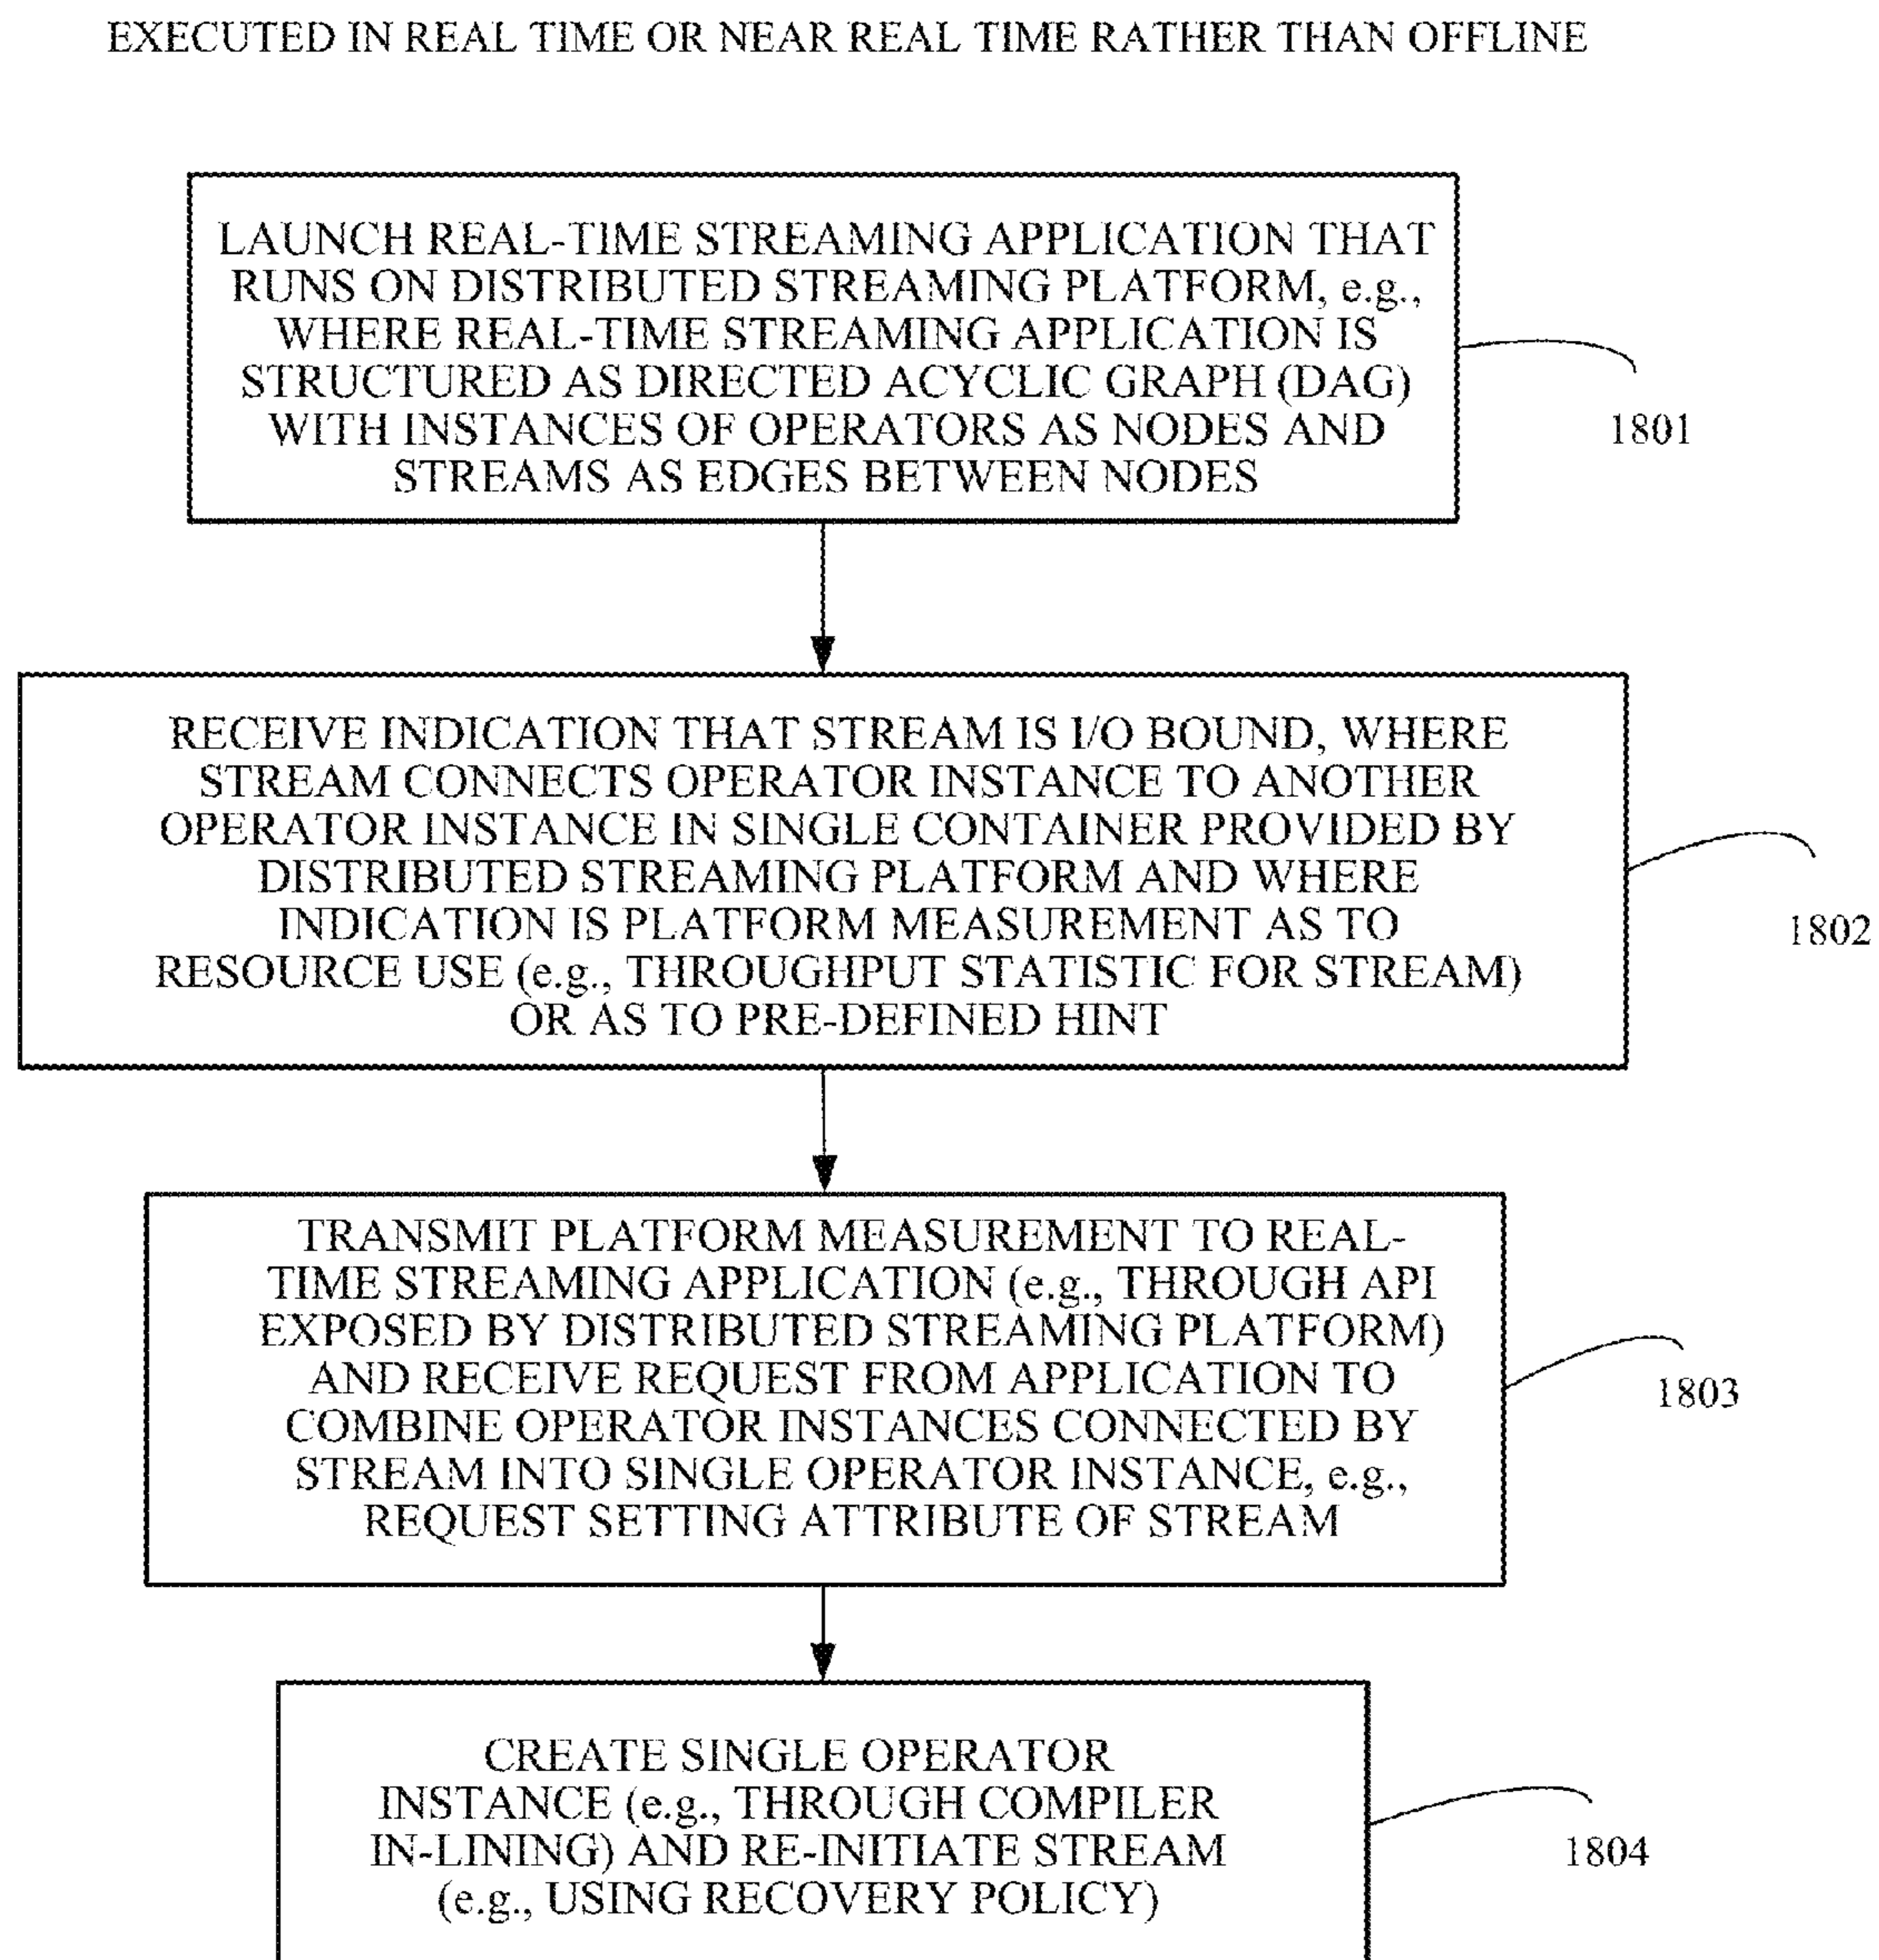 EXECUTED IN REAL TIME OR NEAR REAL TIME RATHER THAN OFFLINE
LAUNCH REAL-TIME STREAMING APPLICATION THAT
RUNS ON DISTRIBUTED STREAMING PLATFORM, e.g.,
WHERE REAL-TIME STREAMING APPLICATION IS
STRUCTURED AS DIRECTED ACYCLIC GRAPH (DAG)
WITH INSTANCES OF OPERATORS AS NODES AND
STREAMS AS EDGES BETWEEN NODES
1801
RECEIVE INDICATION THAT STREAM IS I/O BOUND, WHERE
STREAM CONNECTS OPERATOR INSTANCE TO ANOTHER
OPERATOR INSTANCE IN SINGLE CONTAINER PROVIDED BY
DISTRIBUTED STREAMING PLATFORM AND WHERE
INDICATION IS PLATFORM MEASUREMENT AS TO
RESOURCE USE (e.g., THROUGHPUT STATISTIC FOR STREAM)
OR AS TO PRE-DEFINED HINT
1802
TRANSMIT PLATFORM MEASUREMENT TO REAL-
TIME STREAMING APPLICATION (e.g., THROUGH API
EXPOSED BY DISTRIBUTED STREAMING PLATFORM)
AND RECEIVE REQUEST FROM APPLICATION TO
COMBINE OPERATOR INSTANCES CONNECTED BY
STREAM INTO SINGLE OPERATOR INSTANCE, e.g.,
REQUEST SETTING ATTRIBUTE OF STREAM
1803
CREATE SINGLE OPERATOR
INSTANCE (e.g., THROUGH COMPILER
IN-LINING) AND RE-INITIATE STREAM
(e.g., USING RECOVERY POLICY)
1804